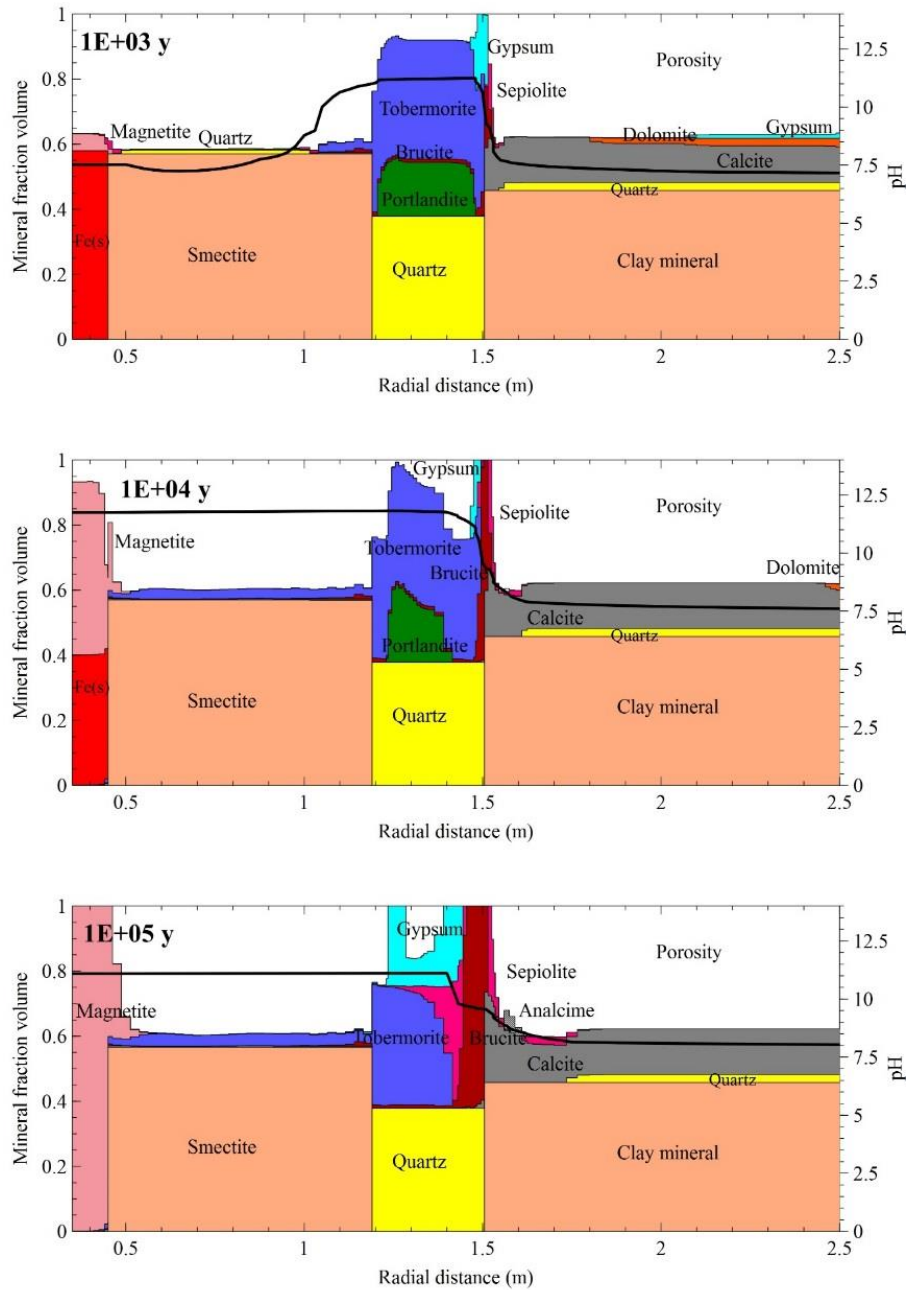 1E+03 y
Gypsum
Porosity
Sepiolite
Tobermorite
Magnetite
Quartz
Dolomite
Gypsum
Brucite
Calcite
Portlandite
Quartz
Fe(s)
Smectite
Quartz
Clay mineral
Mineral fraction volume
0
0.2
0.4
0.6
0.8
1
pH
0
2.5
5
7.5
10
12.5
0.5
1
1.5
2
2.5
Radial distance (m)
1E+04 y
Gypsum
Porosity
Sepiolite
Magnetite
Tobermorite
Brucite
Dolomite
Calcite
Quartz
Portlandite
Fe(s)
Smectite
Quartz
Clay mineral
Mineral fraction volume
0
0.2
0.4
0.6
0.8
1
pH
0
2.5
5
7.5
10
12.5
0.5
1
1.5
2
2.5
Radial distance (m)
1E+05 y
Gypsum
Porosity
Sepiolite
Magnetite
Analcime
Tobermorite
Brucite
Calcite
Quartz
Smectite
Quartz
Clay mineral
Mineral fraction volume
0
0.2
0.4
0.6
0.8
1
pH
0
2.5
5
7.5
10
12.5
0.5
1
1.5
2
2.5
Radial distance (m)